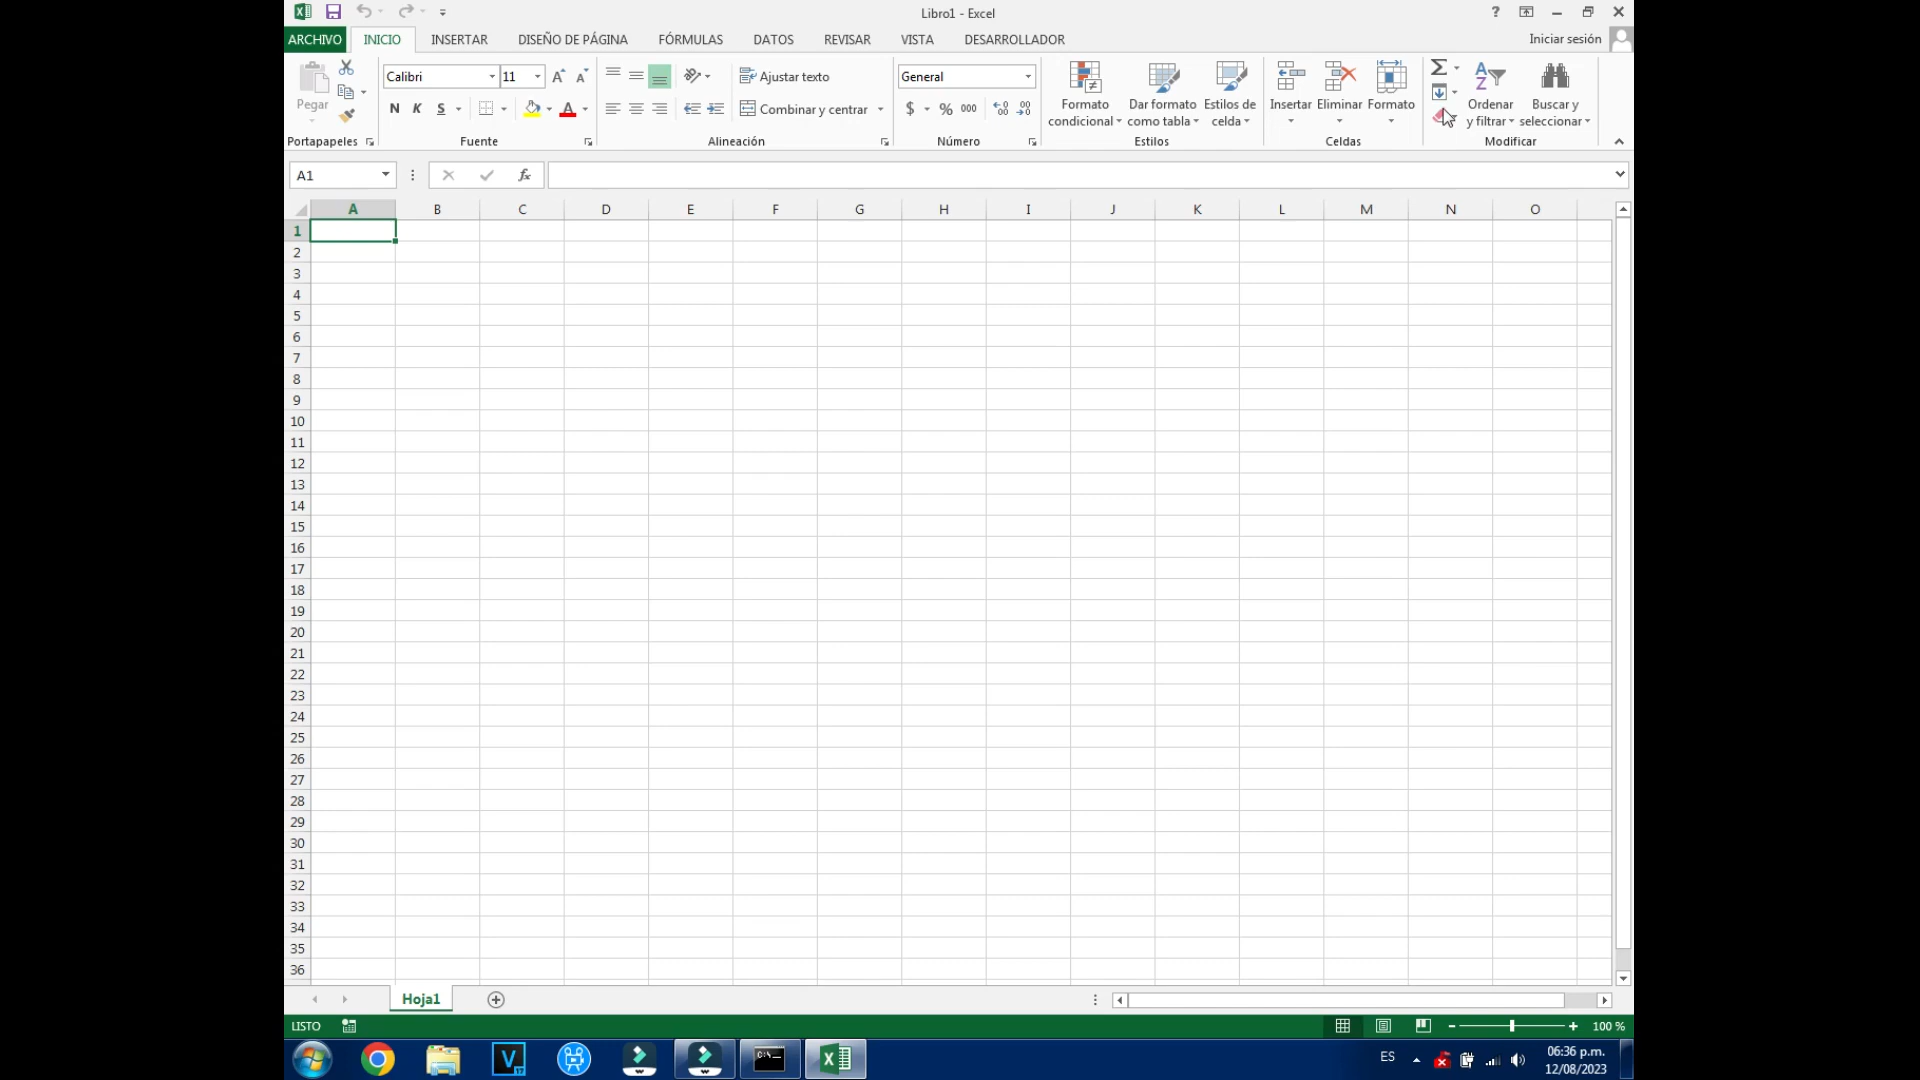 Libro1 - Excel
?
ARCHIVO INICIO INSERTAR DISEÑO DE PÁGINA FÓRMULAS DATOS REVISAR VISTA DESARROLLADOR Iniciar sesión
Calibri 11 Ajustar texto General
Pegar N K S A Combinar y centrar $ % 000
Formato condicional
Dar formato como tabla
Estilos de celda
Insertar Eliminar Formato
Ordenar y filtrar
Buscar y seleccionar
Portapapeles Fuente Alineación Número Estilos Celdas Modificar
A1 fx
A B C D E F G H I J K L M N O
1
2
3
4
5
6
7
8
9
10
11
12
13
14
15
16
17
18
19
20
21
22
23
24
25
26
27
28
29
30
31
32
33
34
35
36
Hoja1
LISTO 100 %
ES 06:36 p.m.
12/08/2023